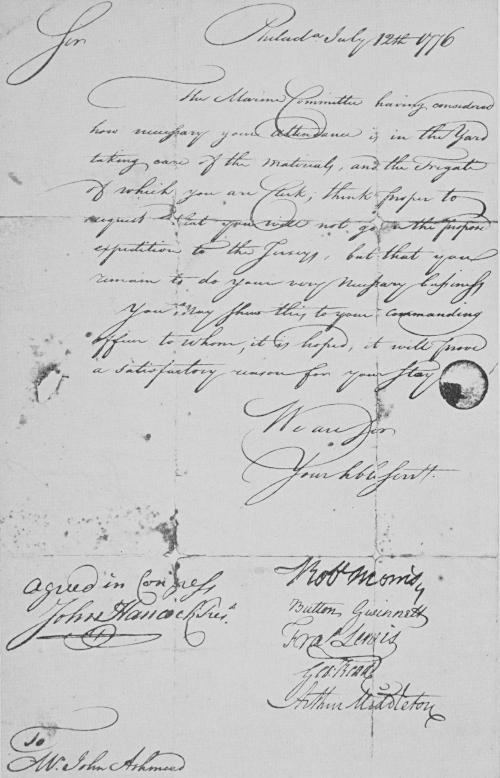 Philada July 12th 1776
Sir
The Marine Committee having considered
how necessary your attendance is in the Yard
taking care of the materials, and the Frigate
of which you are Clerk; think proper to
request that you will not go on the propos'd
expedition to the Jerseys, but that you
remain to do your very necessary bussiness
You May Shew this to your commanding
officer to whom, it is hoped, it will prove
a satisfactory reason for your Stay
We are Sir
Your hble Servts.
agreed in Congress
John Hancock Prest.
Robt Morris
Button Gwinnett
Fras. Lewis
Geo: Read
Arthur Middleton
To
Mr. John Ashmead